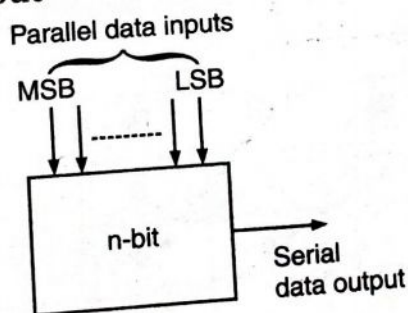 Parallel data inputs
MSB LSB
n-bit
Serial
data output